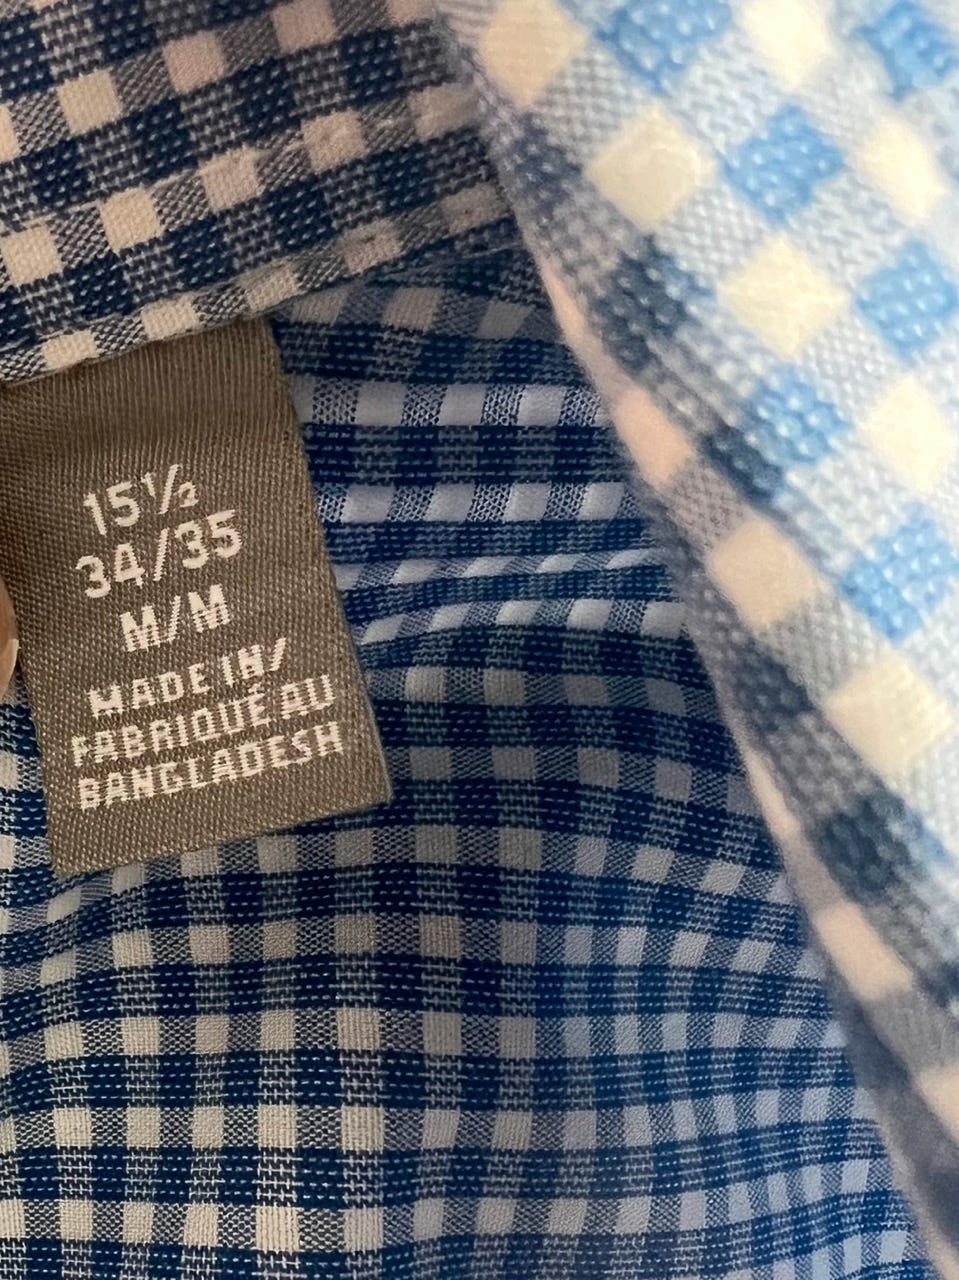 15½
34/35
M/M
MADE IN/
FABRIQUÉ AU
BANGLADESH